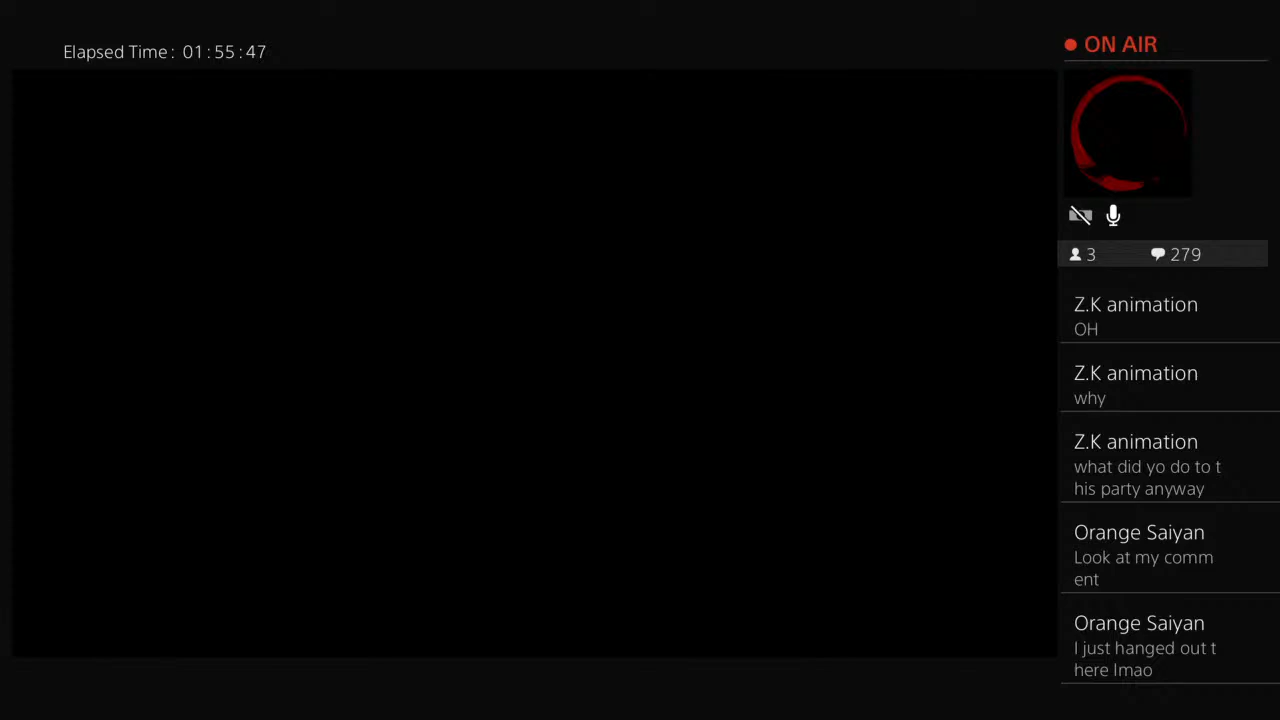 Elapsed Time: 01:55:47
ON AIR
3 279
Z.K animation
OH
Z.K animation
why
Z.K animation
what did yo do to t
his party anyway
Orange Saiyan
Look at my comm
ent
Orange Saiyan
I just hanged out t
here lmao